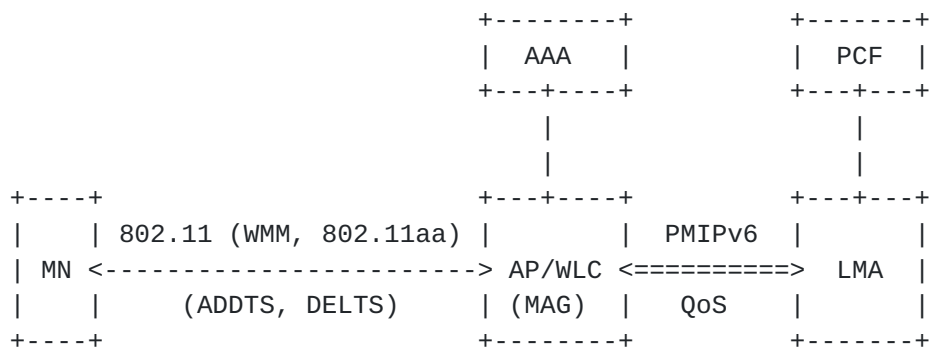 AAA PCF
802.11 (WMM, 802.11aa) PMIPv6
MN AP/WLC LMA
(ADDTS, DELTS) (MAG) QoS